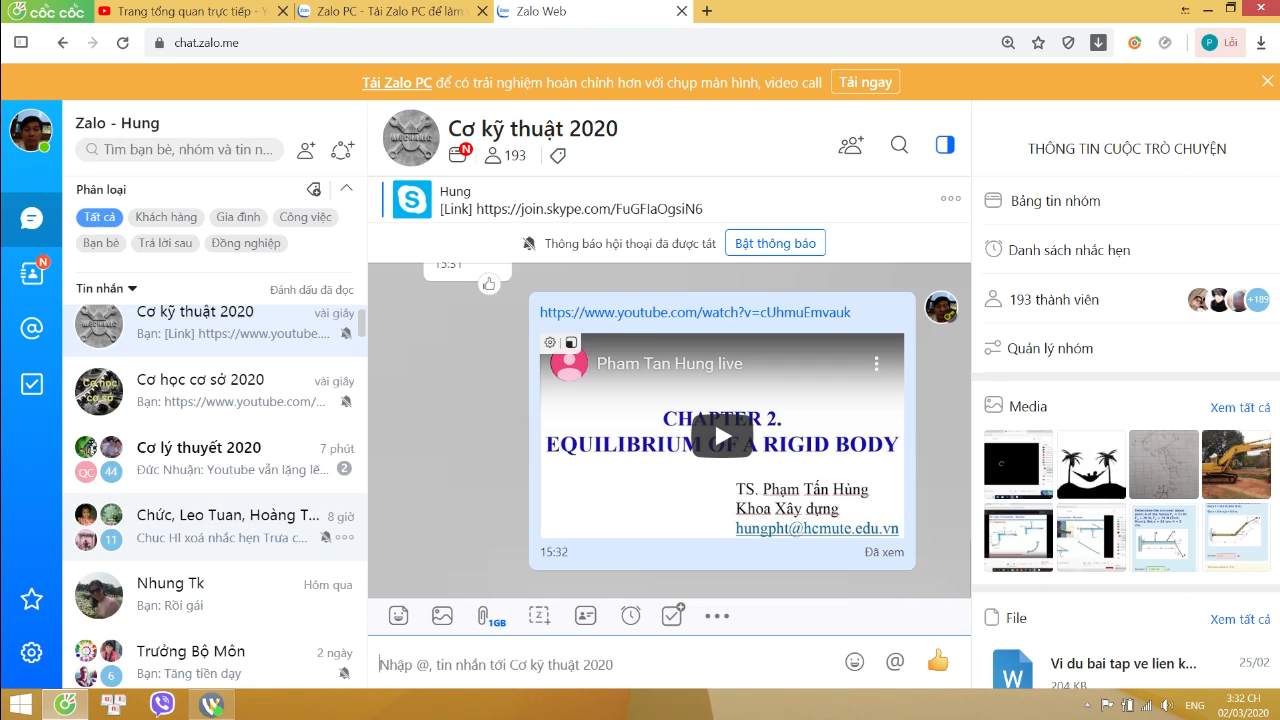 cốc cốc
Trang tổng quan trực tiếp - Y
Zalo PC - Tải Zalo PC để làm
Zalo Web
chat.zalo.me
P
Lỗi
Tải Zalo PC để có trải nghiệm hoàn chỉnh hơn với chụp màn hình, video call
Tải ngay
Zalo - Hung
Tìm bạn bè, nhóm và tin n...
Phân loại
Tất cả
Khách hàng
Gia đình
Công việc
Bạn bè
Trả lời sau
Đồng nghiệp
Tin nhắn
Đánh dấu đã đọc
N
Cơ kỹ thuật 2020
vài giây
Bạn: [Link] https://www.youtube....
Cơ học cơ sở 2020
vài giây
Bạn: https://www.youtube.com/...
Cơ học
cơ sở
Cơ lý thuyết 2020
7 phút
Đức Nhuận: Youtube vẫn lặng lẽ...
2
QC
44
Chức, Leo Tuan, Hoàng T...
8 giờ
Chuc HI xoá nhắc hẹn Trưa c...
11
Nhung Tk
Hôm qua
Bạn: Rồi gái
Trưởng Bộ Môn
2 ngày
Bạn: Tăng tiền dạy
6
Cơ kỹ thuật 2020
N
193
Hung
[Link] https://join.skype.com/FuGFIaOgsiN6
Thông báo hội thoại đã được tắt
Bật thông báo
15:31
https://www.youtube.com/watch?v=cUhmuEmvauk
Pham Tan Hung live
CHAPTER 2.
EQUILIBRIUM OF A RIGID BODY
TS. Phạm Tấn Hùng
Khoa Xây dựng
hungpht@hcmute.edu.vn
15:32
Đã xem
1GB
Nhập @, tin nhắn tới Cơ kỹ thuật 2020
THÔNG TIN CUỘC TRÒ CHUYỆN
Bảng tin nhóm
Danh sách nhắc hẹn
193 thành viên
+189
Quản lý nhóm
Media
Xem tất cả
File
Xem tất cả
W
Vi du bai tap ve lien k...
25/02
204 KB
ENG
3:32 CH
02/03/2020